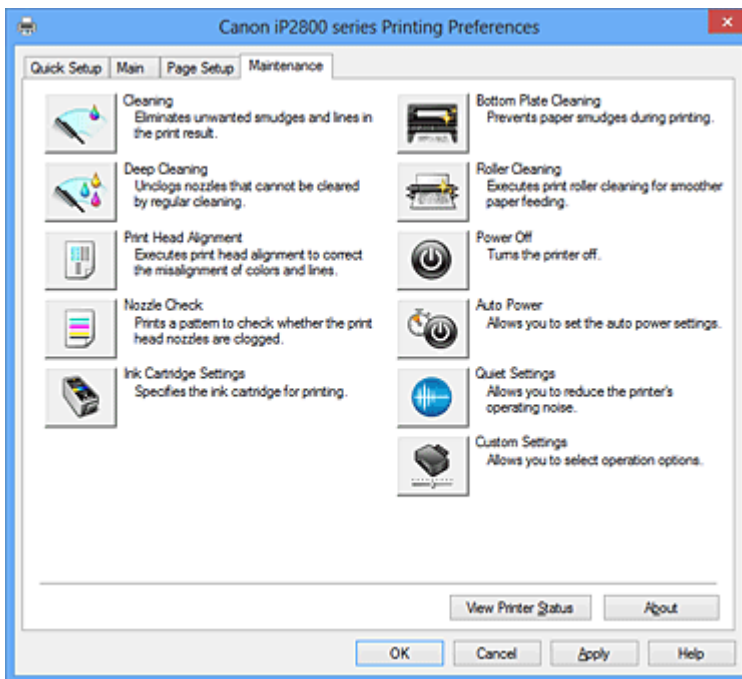 Canon iP2800 series Printing Preferences
Quick Setup Main Page Setup Maintenance
Cleaning
Eliminates unwanted smudges and lines in
the print result.
Deep Cleaning
Unclogs nozzles that cannot be cleared
by regular cleaning.
Print Head Alignment
Executes print head alignment to correct
the misalignment of colors and lines.
Nozzle Check
Prints a pattern to check whether the print
head nozzles are clogged.
Ink Cartridge Settings
Specifies the ink cartridge for printing.
Bottom Plate Cleaning
Prevents paper smudges during printing.
Roller Cleaning
Executes print roller cleaning for smoother
paper feeding.
Power Off
Turns the printer off.
Auto Power
Allows you to set the auto power settings.
Quiet Settings
Allows you to reduce the printer's
operating noise.
Custom Settings
Allows you to select operation options.
View Printer Status About
OK Cancel Apply Help